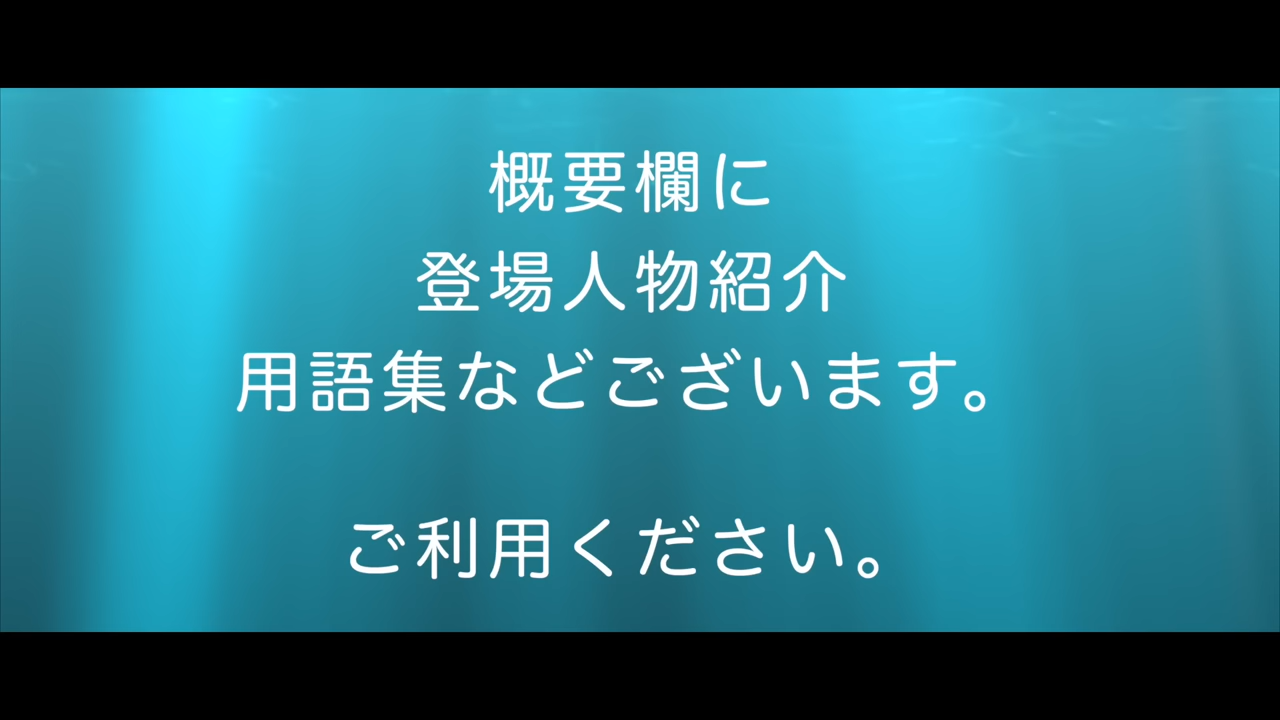 概要欄に
登場人物紹介
用語集などございます。
ご利用ください。